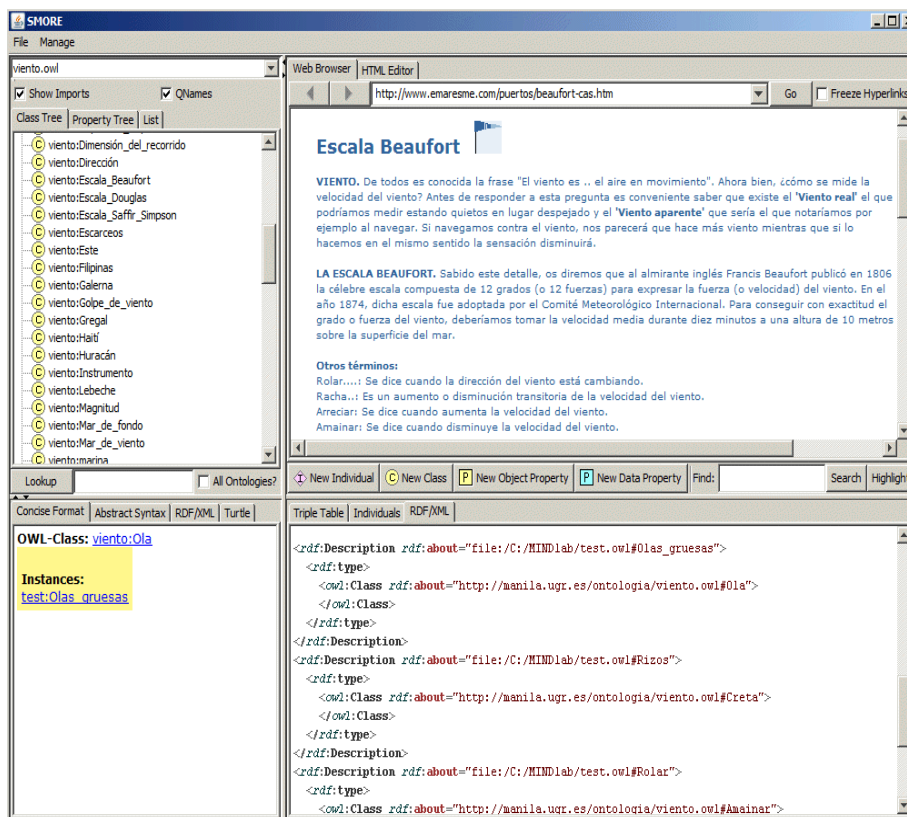 SMORE
File Manage
viento.owl
Show Imports QNames
Class Tree Property Tree List
viento:Dimensión_del_recorrido
viento:Dirección
viento:Escala_Beaufort
viento:Escala_Douglas
viento:Escala_Saffir_Simpson
viento:Escarceos
viento:Este
viento:Filipinas
viento:Galerna
viento:Golpe_de_viento
viento:Gregal
viento:Haití
viento:Huracán
viento:Instrumento
viento:Lebeche
viento:Magnitud
viento:Mar_de_fondo
viento:Mar_de_viento
viento:marina
Lookup All Ontologies?
Web Browser HTML Editor
http://www.emaresme.com/puertos/beaufort-cas.htm Go Freeze Hyperlinks
Escala Beaufort
VIENTO. De todos es conocida la frase "El viento es .. el aire en movimiento". Ahora bien, ¿cómo se mide la
velocidad del viento? Antes de responder a esta pregunta es conveniente saber que existe el 'Viento real' el que
podríamos medir estando quietos en lugar despejado y el 'Viento aparente' que sería el que notaríamos por
ejemplo al navegar. Si navegamos contra el viento, nos parecerá que hace más viento mientras que si lo
hacemos en el mismo sentido la sensación disminuirá.
LA ESCALA BEAUFORT. Sabido este detalle, os diremos que al almirante inglés Francis Beaufort publicó en 1806
la célebre escala compuesta de 12 grados (o 12 fuerzas) para expresar la fuerza (o velocidad) del viento. En el
año 1874, dicha escala fue adoptada por el Comité Meteorológico Internacional. Para conseguir con exactitud el
grado o fuerza del viento, deberíamos tomar la velocidad media durante diez minutos a una altura de 10 metros
sobre la superficie del mar.
Otros términos:
Rolar....: Se dice cuando la dirección del viento está cambiando.
Racha..: Es un aumento o disminución transitoria de la velocidad del viento.
Arreciar: Se dice cuando aumenta la velocidad del viento.
Amainar: Se dice cuando disminuye la velocidad del viento.
I New Individual C New Class P New Object Property P New Data Property Find: Search Highlight
Concise Format Abstract Syntax RDF/XML Turtle
OWL-Class: viento:Ola
Instances:
test:Olas_gruesas
Triple Table Individuals RDF/XML
<rdf:Description rdf:about="file:/C:/MINDlab/test.owl#Olas_gruesas">
<rdf:type>
<owl:Class rdf:about="http://manila.ugr.es/ontologia/viento.owl#Ola">
</owl:Class>
</rdf:type>
</rdf:Description>
<rdf:Description rdf:about="file:/C:/MINDlab/test.owl#Rizos">
<rdf:type>
<owl:Class rdf:about="http://manila.ugr.es/ontologia/viento.owl#Creta">
</owl:Class>
</rdf:type>
</rdf:Description>
<rdf:Description rdf:about="file:/C:/MINDlab/test.owl#Rolar">
<rdf:type>
<owl:Class rdf:about="http://manila.ugr.es/ontologia/viento.owl#Amainar">